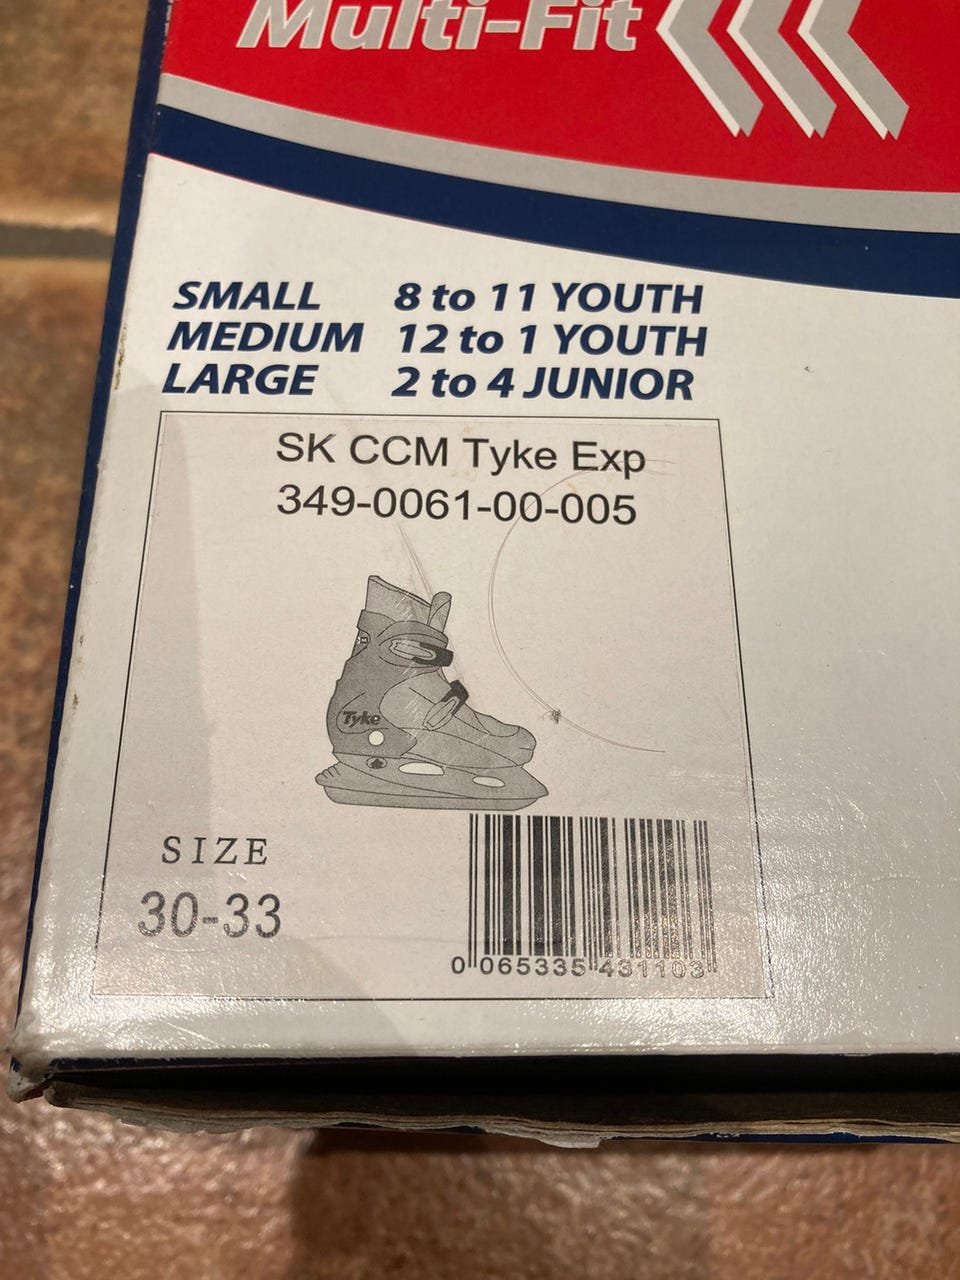 Multi-Fit
SMALL 8 to 11 YOUTH
MEDIUM 12 to 1 YOUTH
LARGE 2 to 4 JUNIOR
SK CCM Tyke Exp
349-0061-00-005
Tyke
SIZE
30-33
0 065335 431103